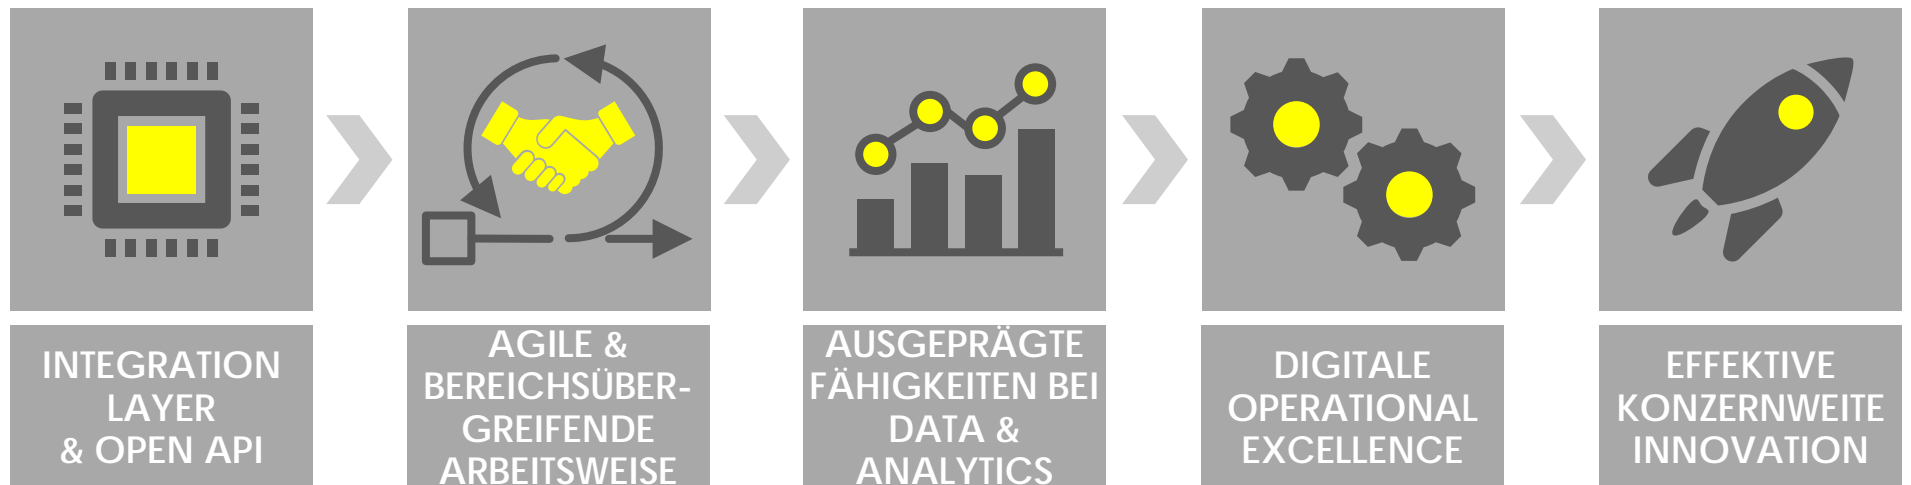 INTEGRATION
LAYER
& OPEN API
AGILE &
BEREICHSÜBER-
GREIFENDE
ARBEITSWEISE
AUSGEPRÄGTE
FÄHIGKEITEN BEI
DATA &
ANALYTICS
DIGITALE
OPERATIONAL
EXCELLENCE
EFFEKTIVE
KONZERNWEITE
INNOVATION